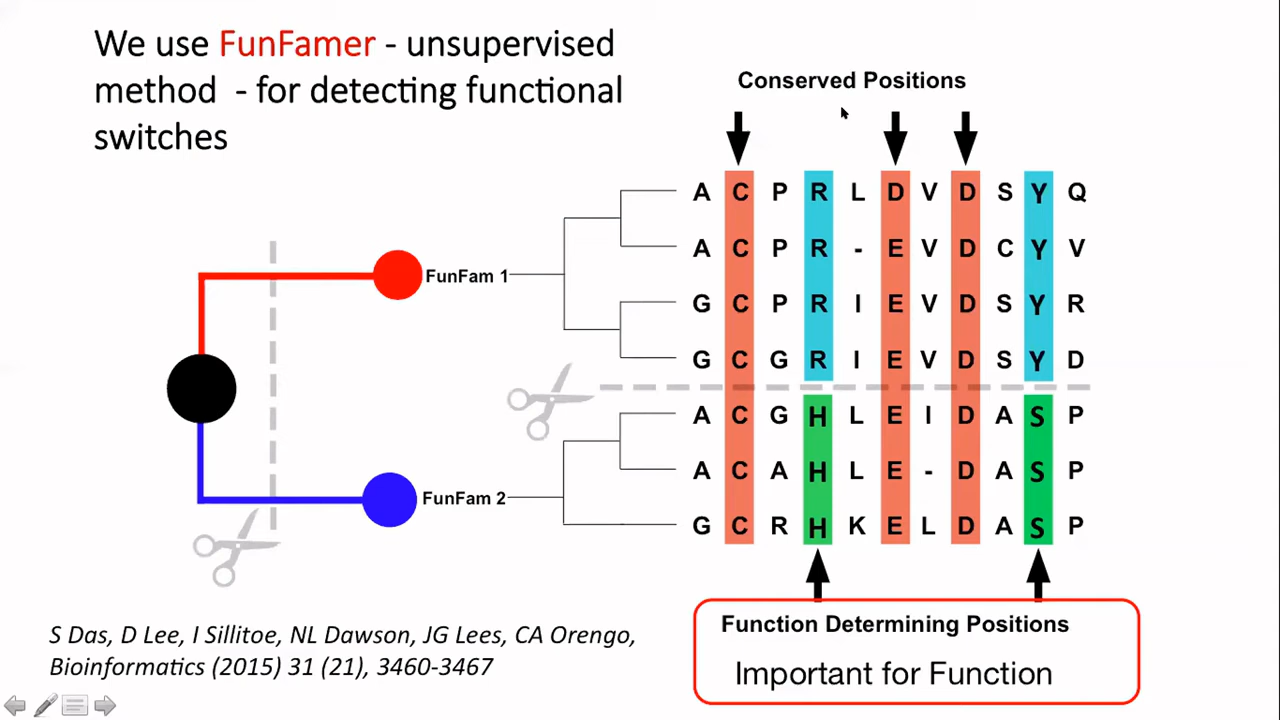 We use FunFamer - unsupervised
method - for detecting functional
switches
Conserved Positions
A C P R L D V D S Y Q
A C P R - E V D C Y V
FunFam 1
G C P R I E V D S Y R
G C G R I E V D S Y D
A C G H L E I D A S P
A C A H L E - D A S P
FunFam 2
G C R H K E L D A S P
Function Determining Positions
Important for Function
S Das, D Lee, I Sillitoe, NL Dawson, JG Lees, CA Orengo,
Bioinformatics (2015) 31 (21), 3460-3467